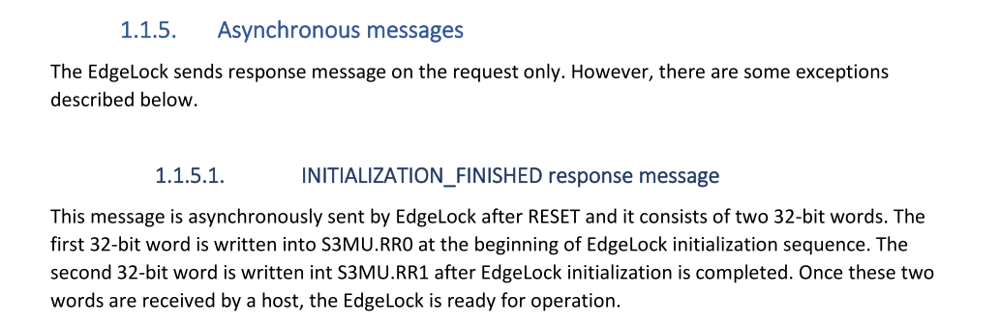 1.1.5. Asynchronous messages
The EdgeLock sends response message on the request only. However, there are some exceptions
described below.
1.1.5.1. INITIALIZATION_FINISHED response message
This message is asynchronously sent by EdgeLock after RESET and it consists of two 32-bit words. The
first 32-bit word is written into S3MU.RR0 at the beginning of EdgeLock initialization sequence. The
second 32-bit word is written int S3MU.RR1 after EdgeLock initialization is completed. Once these two
words are received by a host, the EdgeLock is ready for operation.